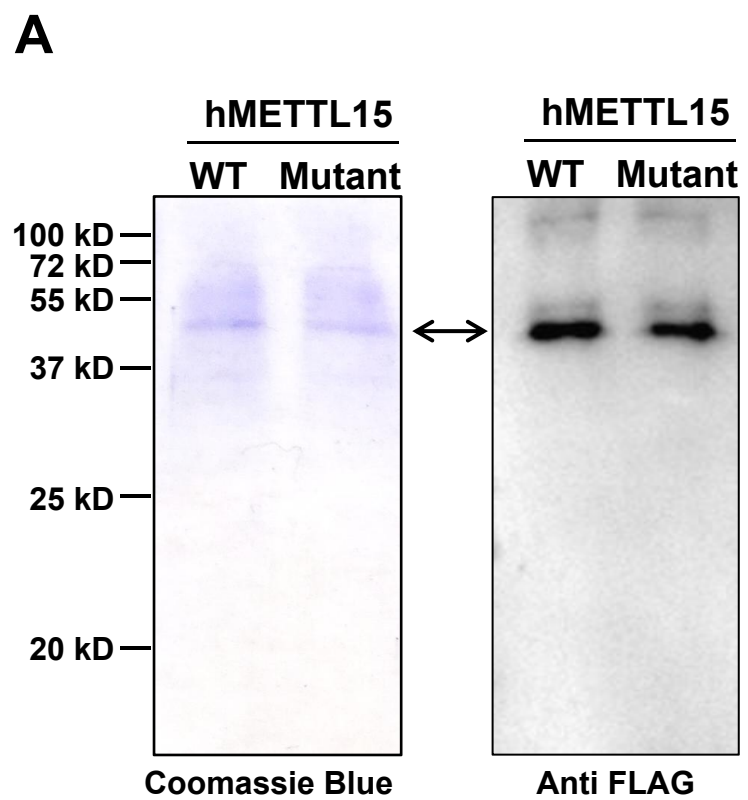 A
hMETTL15
hMETTL15
WT Mutant
WT Mutant
100 kD
72 kD
55 kD
37 kD
25 kD
20 kD
Coomassie Blue
Anti FLAG